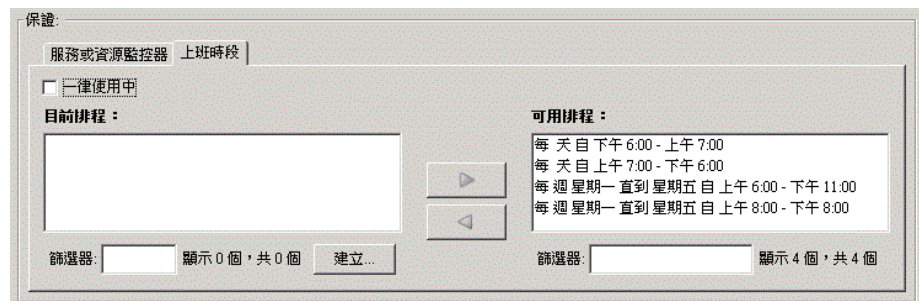 保證:
服務或資源監控器 上班時段
一律使用中
目前排程：
可用排程：
每 天 自 下午 6:00 - 上午 7:00
每 天 自 上午 7:00 - 下午 6:00
每 週 星期一 直到 星期五 自 上午 6:00 - 下午 11:00
每 週 星期一 直到 星期五 自 上午 8:00 - 下午 8:00
篩選器: 顯示 0 個，共 0 個 建立...
篩選器: 顯示 4 個，共 4 個